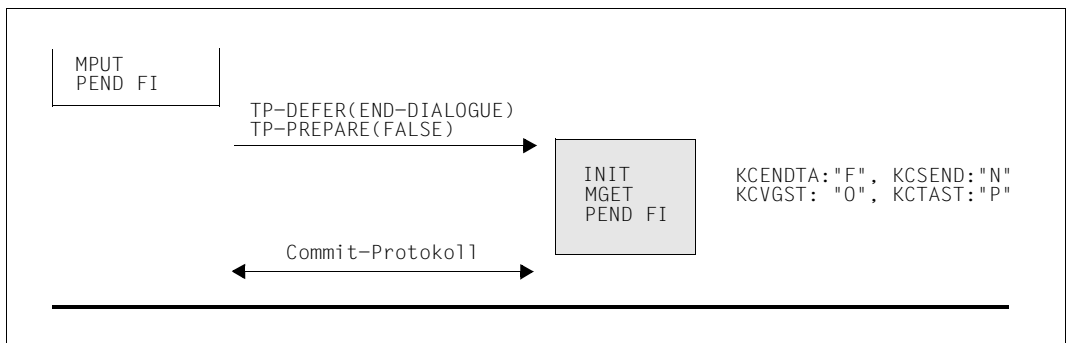 MPUT
PEND FI
TP-DEFER(END-DIALOGUE)
TP-PREPARE(FALSE)
INIT
MGET
PEND FI
KCENDTA:"F", KCSEND:"N"
KCVGST: "O", KCTAST:"P"
Commit-Protokoll